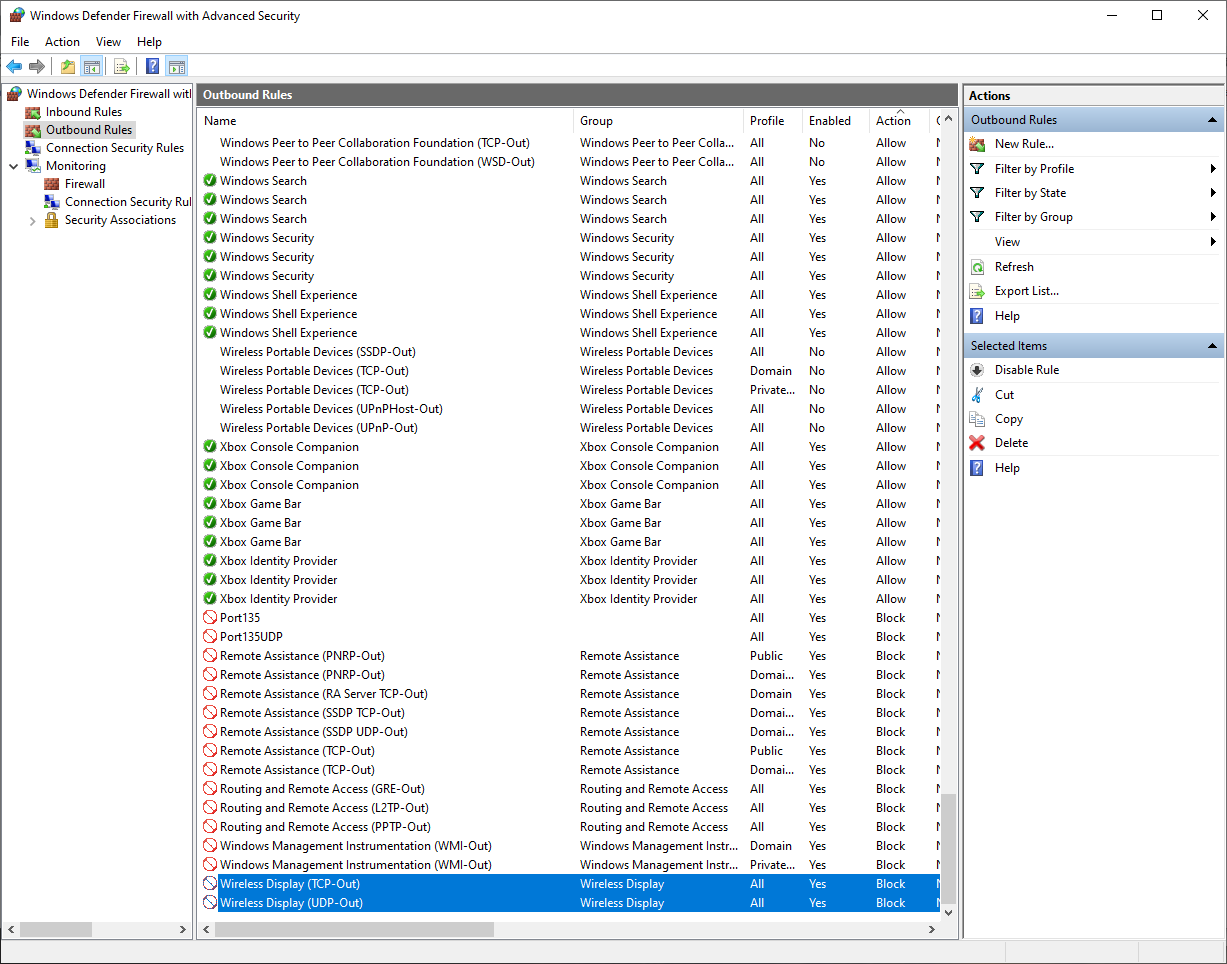 Windows Defender Firewall with Advanced Security
File Action View Help
Windows Defender Firewall wit
Inbound Rules
Outbound Rules
Connection Security Rules
Monitoring
Firewall
Connection Security Rul
Security Associations
Outbound Rules
Name Group Profile Enabled Action
Windows Peer to Peer Collaboration Foundation (TCP-Out) Windows Peer to Peer Colla... All No Allow
Windows Peer to Peer Collaboration Foundation (WSD-Out) Windows Peer to Peer Colla... All No Allow
Windows Search Windows Search All Yes Allow
Windows Search Windows Search All Yes Allow
Windows Search Windows Search All Yes Allow
Windows Security Windows Security All Yes Allow
Windows Security Windows Security All Yes Allow
Windows Security Windows Security All Yes Allow
Windows Shell Experience Windows Shell Experience All Yes Allow
Windows Shell Experience Windows Shell Experience All Yes Allow
Windows Shell Experience Windows Shell Experience All Yes Allow
Wireless Portable Devices (SSDP-Out) Wireless Portable Devices All No Allow
Wireless Portable Devices (TCP-Out) Wireless Portable Devices Domain No Allow
Wireless Portable Devices (TCP-Out) Wireless Portable Devices Private... No Allow
Wireless Portable Devices (UPnPHost-Out) Wireless Portable Devices All No Allow
Wireless Portable Devices (UPnP-Out) Wireless Portable Devices All No Allow
Xbox Console Companion Xbox Console Companion All Yes Allow
Xbox Console Companion Xbox Console Companion All Yes Allow
Xbox Console Companion Xbox Console Companion All Yes Allow
Xbox Game Bar Xbox Game Bar All Yes Allow
Xbox Game Bar Xbox Game Bar All Yes Allow
Xbox Game Bar Xbox Game Bar All Yes Allow
Xbox Identity Provider Xbox Identity Provider All Yes Allow
Xbox Identity Provider Xbox Identity Provider All Yes Allow
Xbox Identity Provider Xbox Identity Provider All Yes Allow
Port135 All Yes Block
Port135UDP All Yes Block
Remote Assistance (PNRP-Out) Remote Assistance Public Yes Block
Remote Assistance (PNRP-Out) Remote Assistance Domai... Yes Block
Remote Assistance (RA Server TCP-Out) Remote Assistance Domain Yes Block
Remote Assistance (SSDP TCP-Out) Remote Assistance Domai... Yes Block
Remote Assistance (SSDP UDP-Out) Remote Assistance Domai... Yes Block
Remote Assistance (TCP-Out) Remote Assistance Public Yes Block
Remote Assistance (TCP-Out) Remote Assistance Domai... Yes Block
Routing and Remote Access (GRE-Out) Routing and Remote Access All Yes Block
Routing and Remote Access (L2TP-Out) Routing and Remote Access All Yes Block
Routing and Remote Access (PPTP-Out) Routing and Remote Access All Yes Block
Windows Management Instrumentation (WMI-Out) Windows Management Instr... Domain Yes Block
Windows Management Instrumentation (WMI-Out) Windows Management Instr... Private... Yes Block
Wireless Display (TCP-Out) Wireless Display All Yes Block
Wireless Display (UDP-Out) Wireless Display All Yes Block
Actions
Outbound Rules
New Rule...
Filter by Profile
Filter by State
Filter by Group
View
Refresh
Export List...
Help
Selected Items
Disable Rule
Cut
Copy
Delete
Help